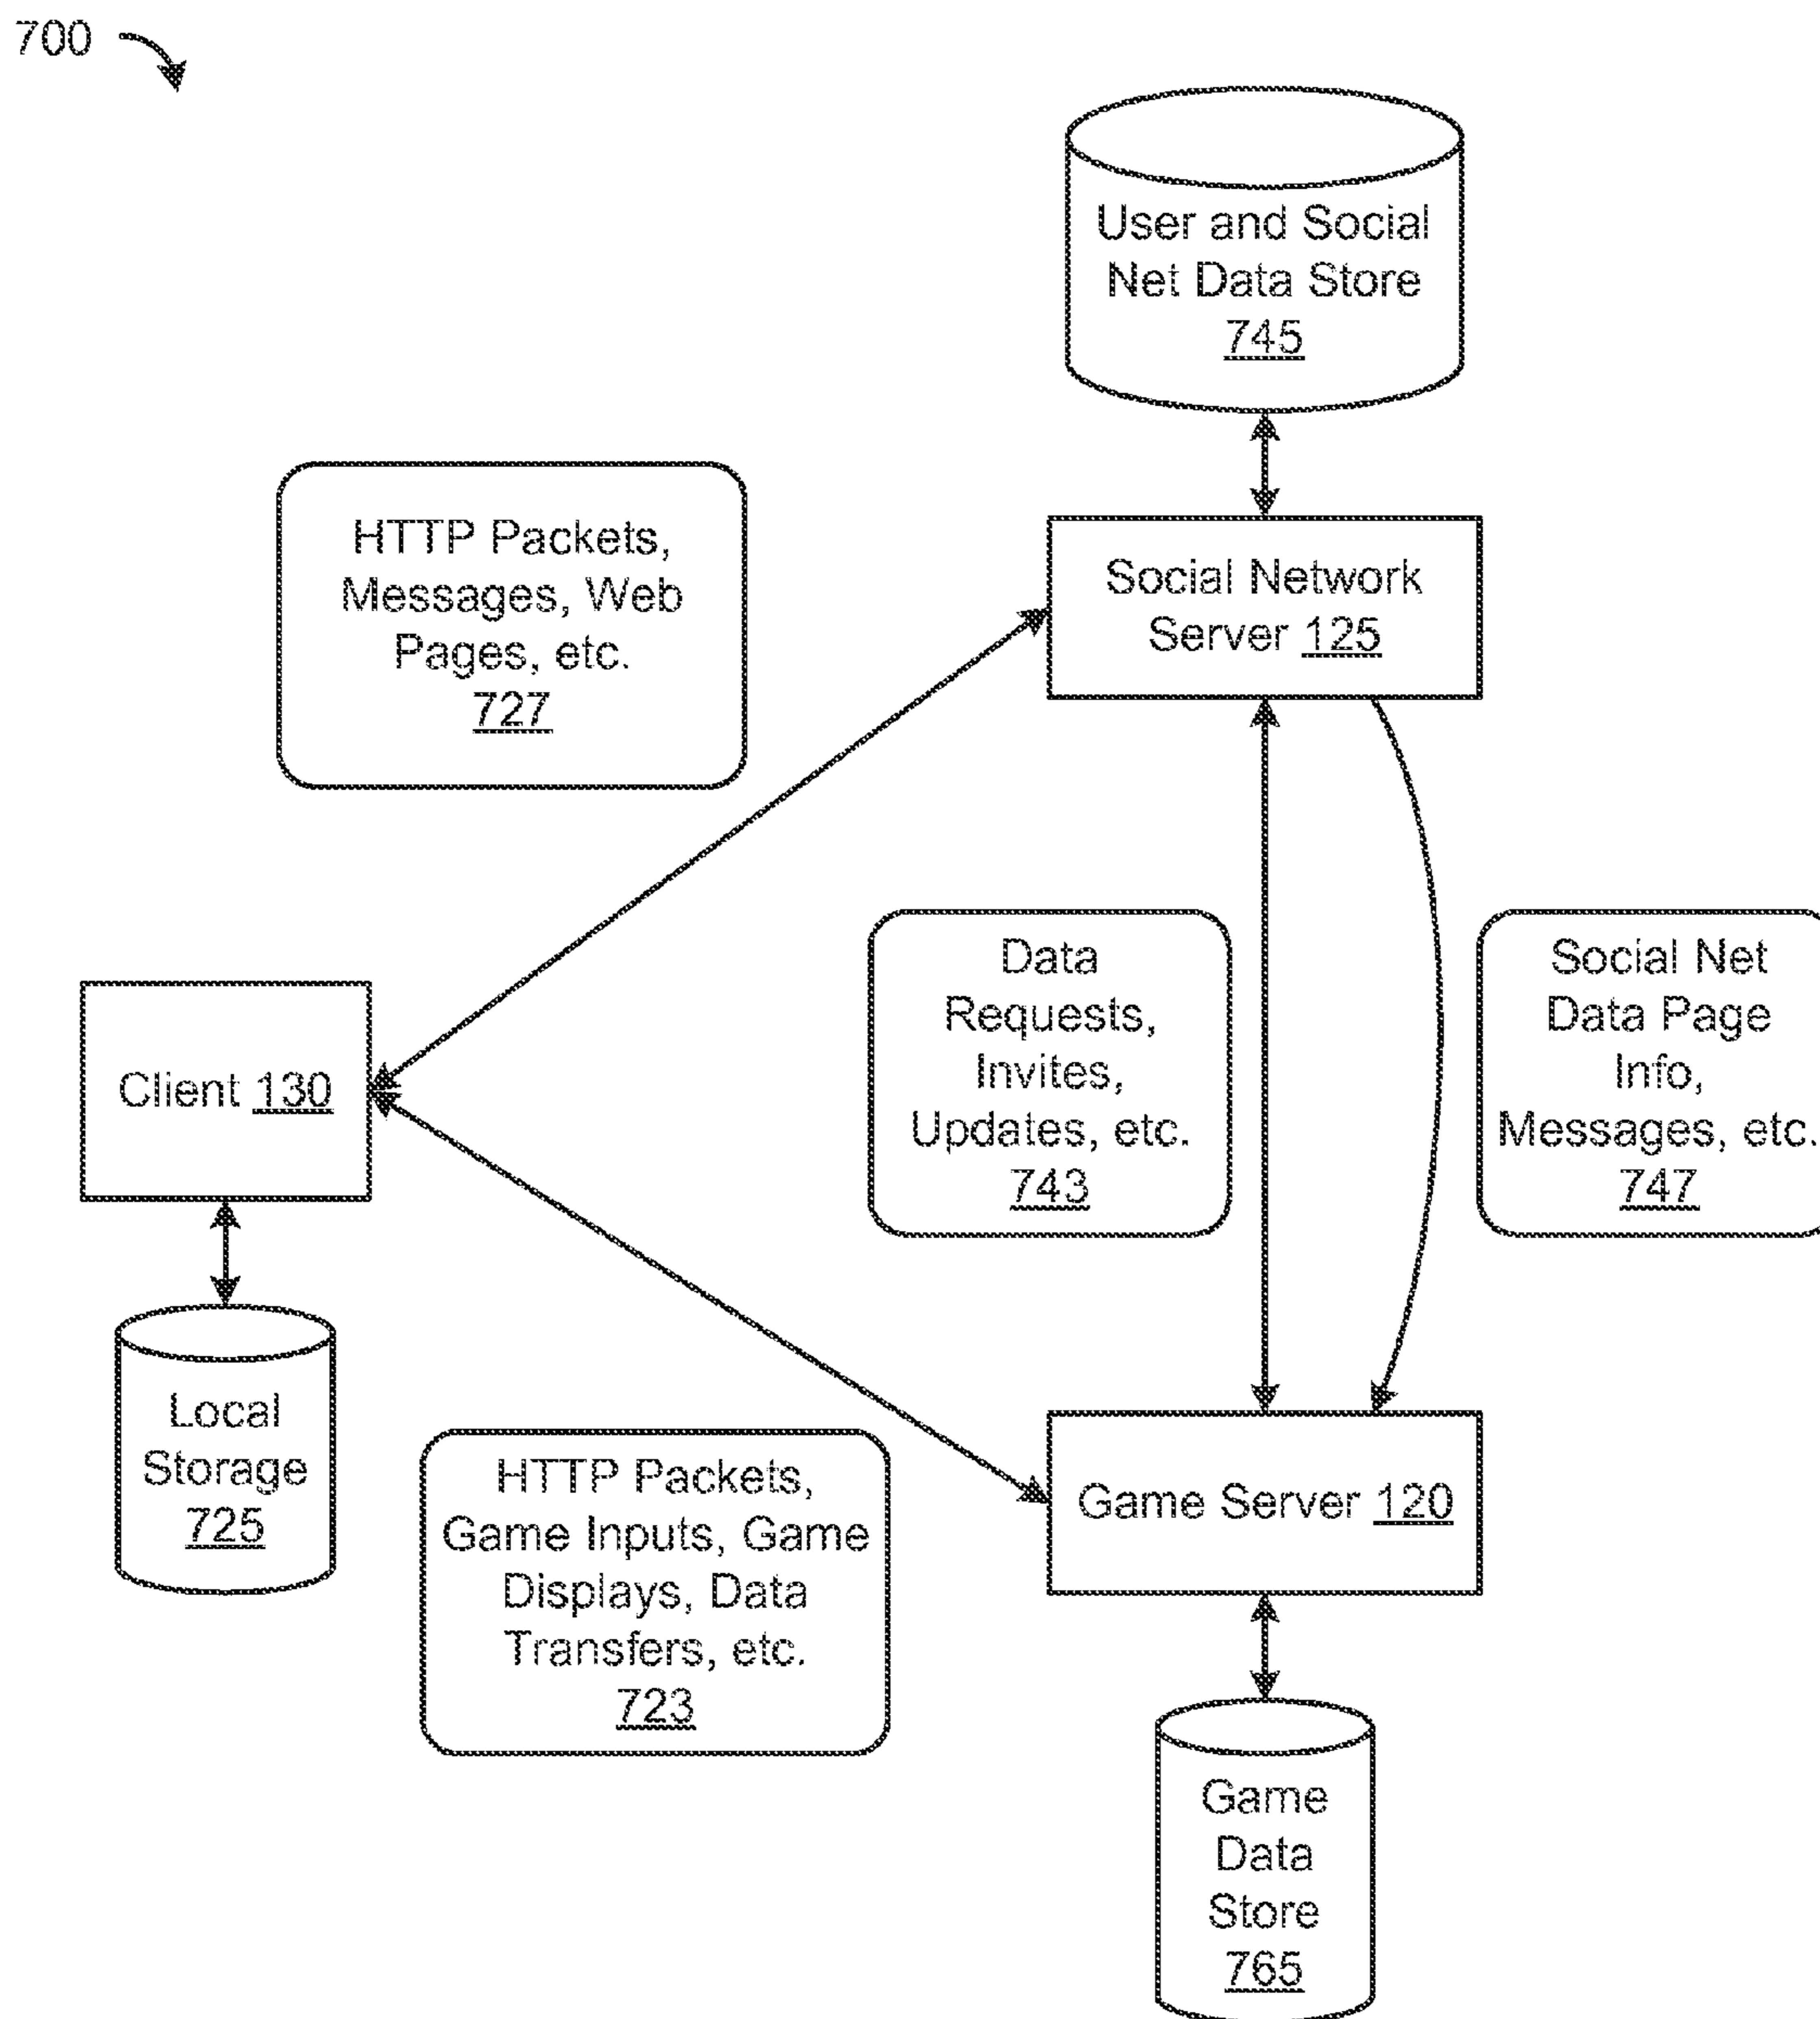 700
User and Social
Net Data Store
745
HTTP Packets,
Messages, Web
Pages, etc.
727
Social Network
Server 125
Data
Requests,
Invites,
Updates, etc.
743
Social Net
Data Page
Info,
Messages, etc.
747
Client 130
Local
Storage
725
HTTP Packets,
Game Inputs, Game
Displays, Data
Transfers, etc.
723
Game Server 120
Game
Data
Store
765